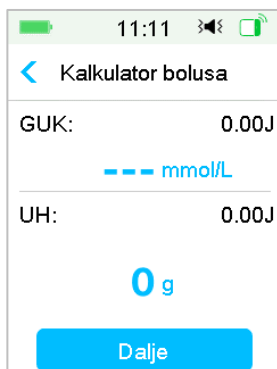 11:11
Kalkulator bolusa
GUK: 0.00J
--- mmol/L
UH: 0.00J
0 g
Dalje